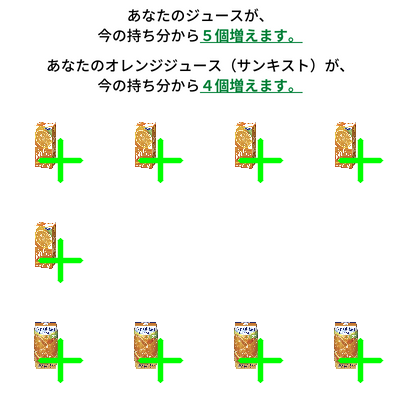 あなたのジュースが、
今の持ち分から５個増えます。
あなたのオレンジジュース（サンキスト）が、
今の持ち分から４個増えます。